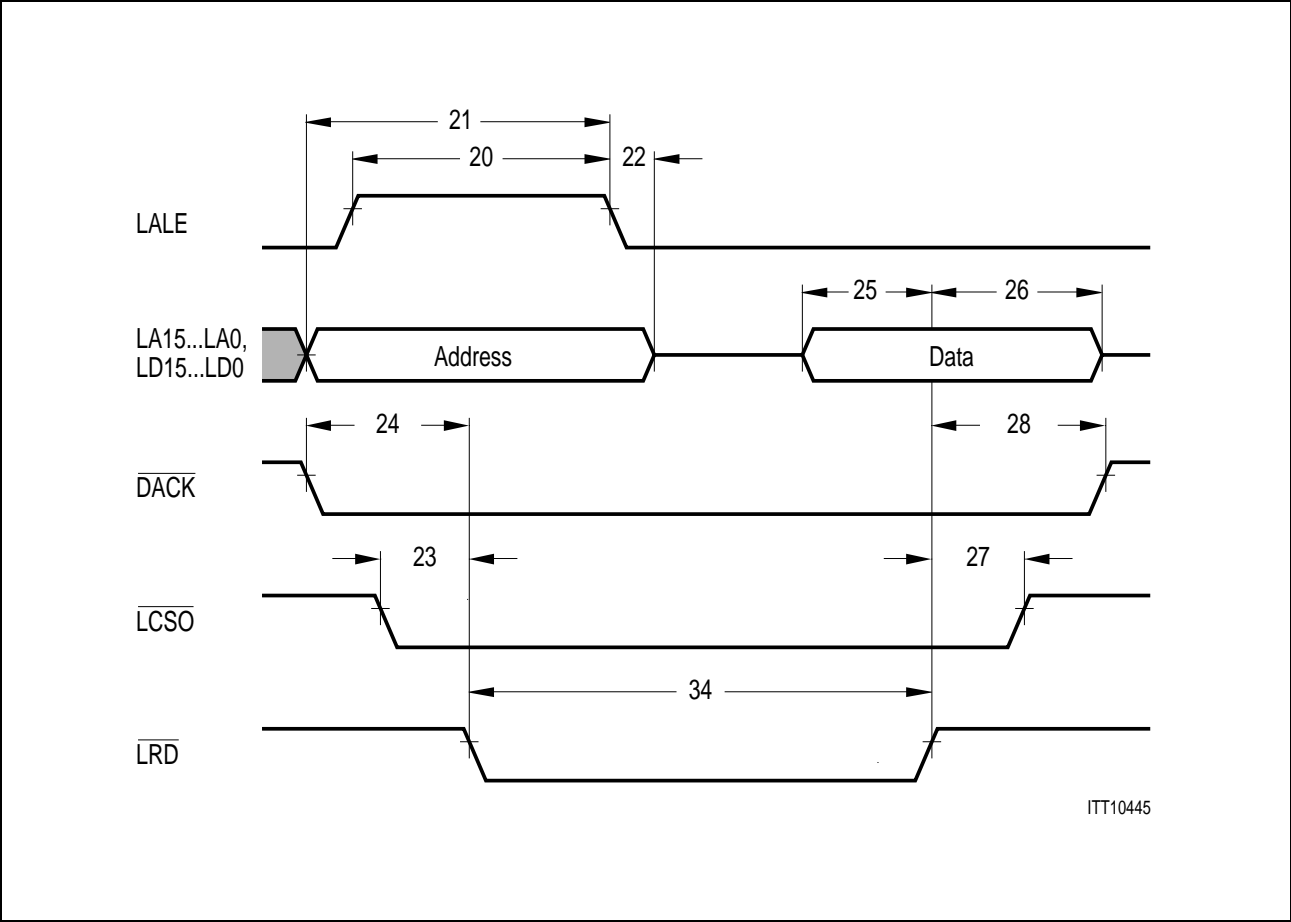 21
20
22
LALE
25
26
LA15...LA0,
LD15...LD0
Address
Data
24
28
DACK
23
27
LCSO
34
LRD
ITT10445